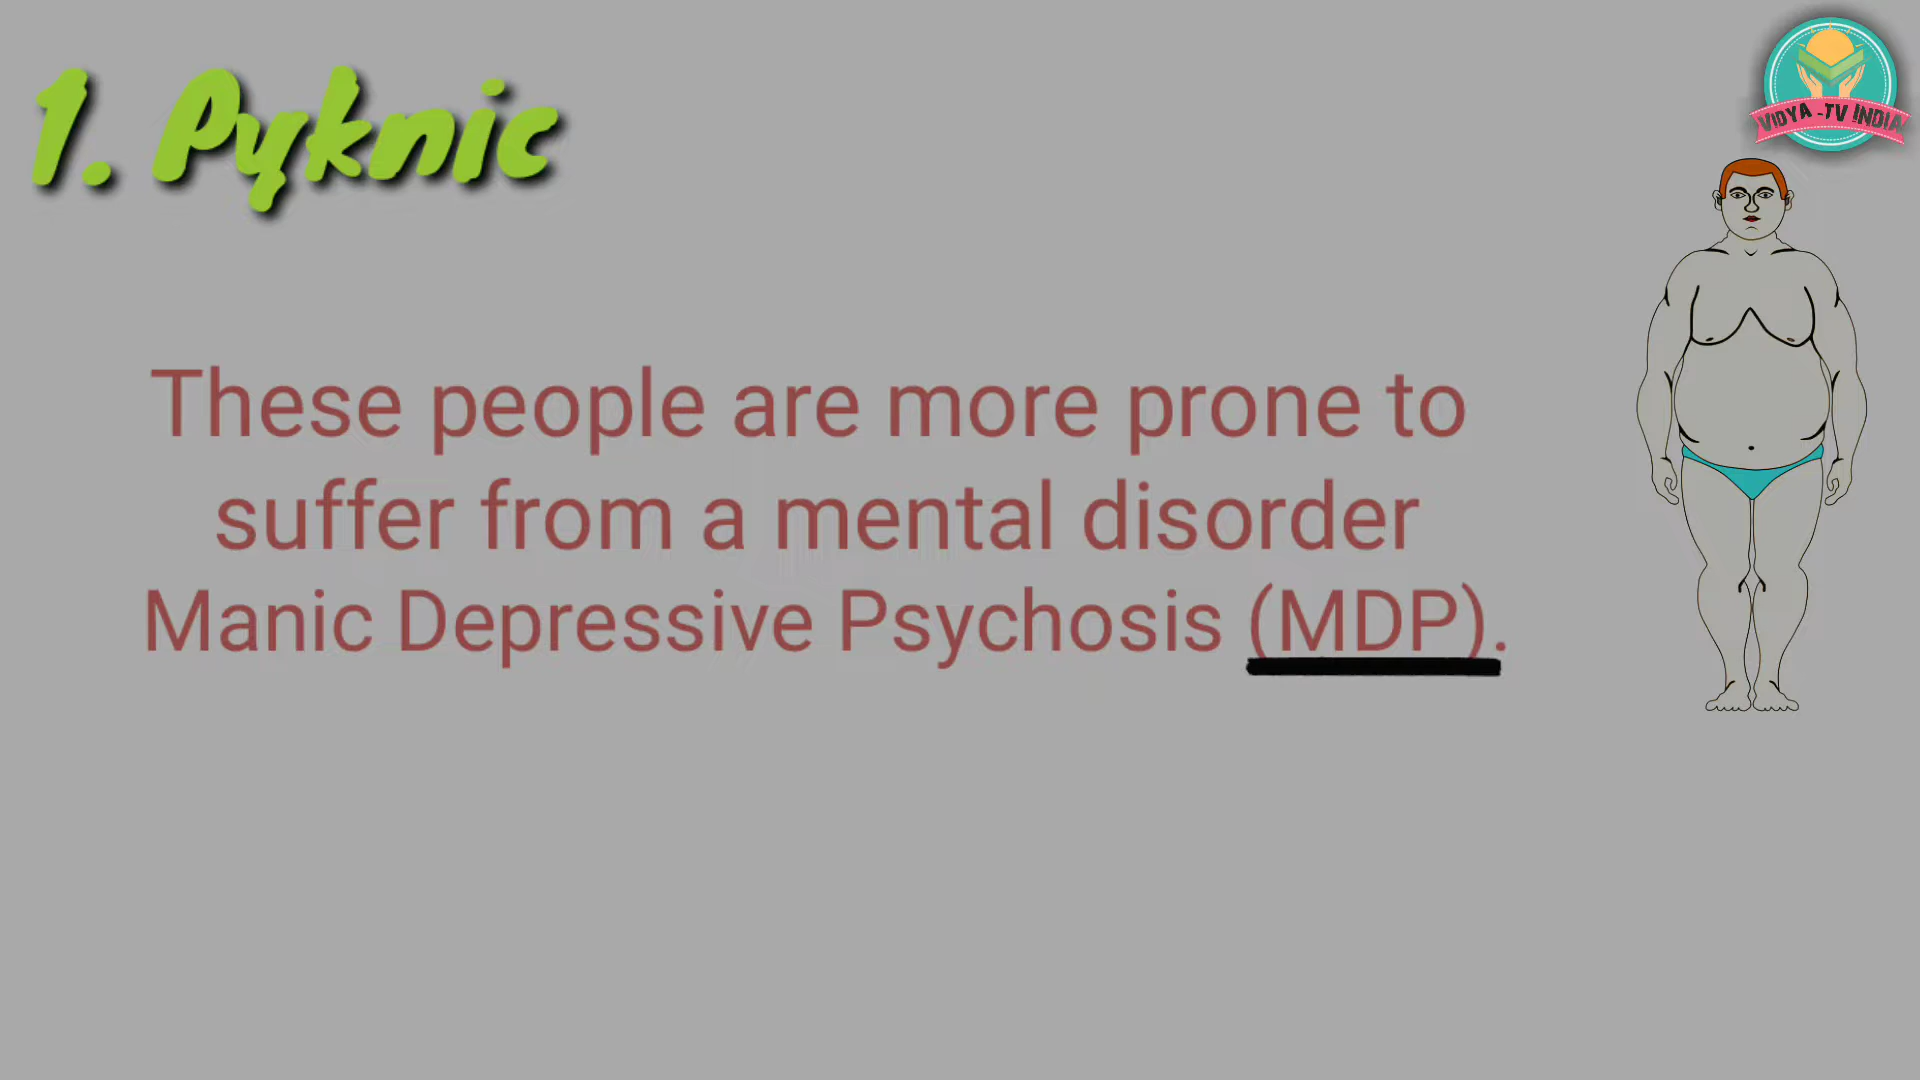 1. Pyknic
VIDYA -TV INDIA
These people are more prone to
suffer from a mental disorder
Manic Depressive Psychosis (MDP).